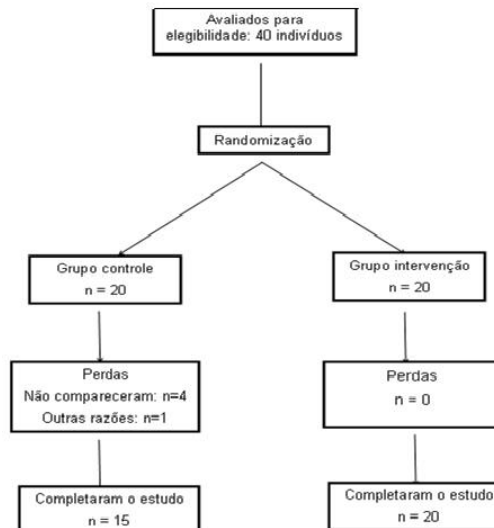 Avaliados para
elegibilidade: 40 indivíduos
Randomização
Grupo controle
n = 20
Grupo intervenção
n = 20
Perdas
Não compareceram: n=4
Outras razões: n=1
Perdas
n = 0
Completaram o estudo
n = 15
Completaram o estudo
n = 20